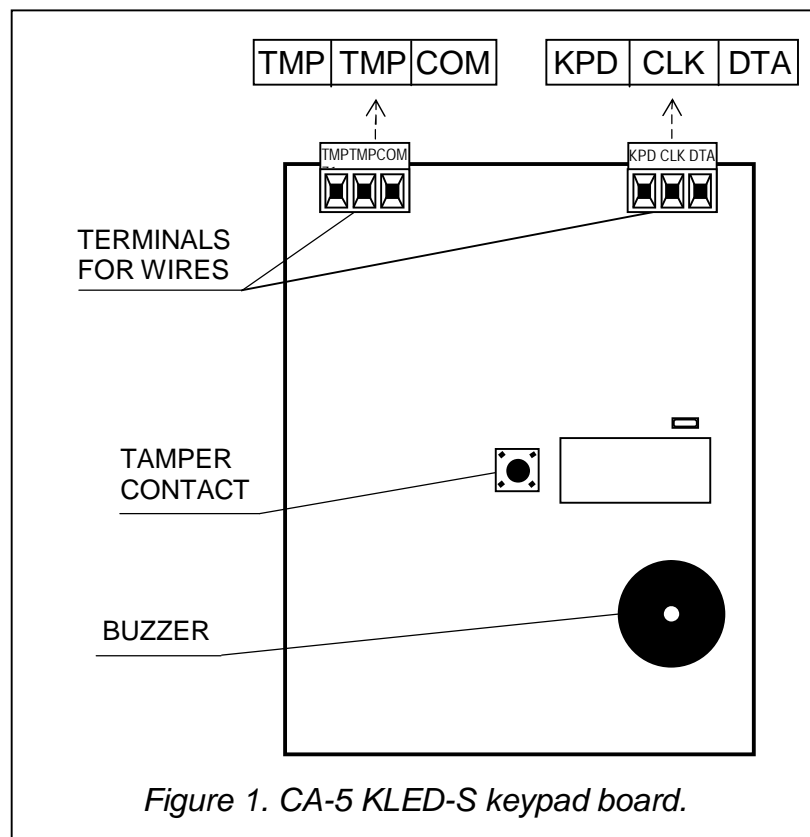 TMP TMP COM KPD CLK DTA
TMPTMPCOM KPD CLK DTA
TERMINALS
FOR WIRES
TAMPER
CONTACT
BUZZER
Figure 1. CA-5 KLED-S keypad board.